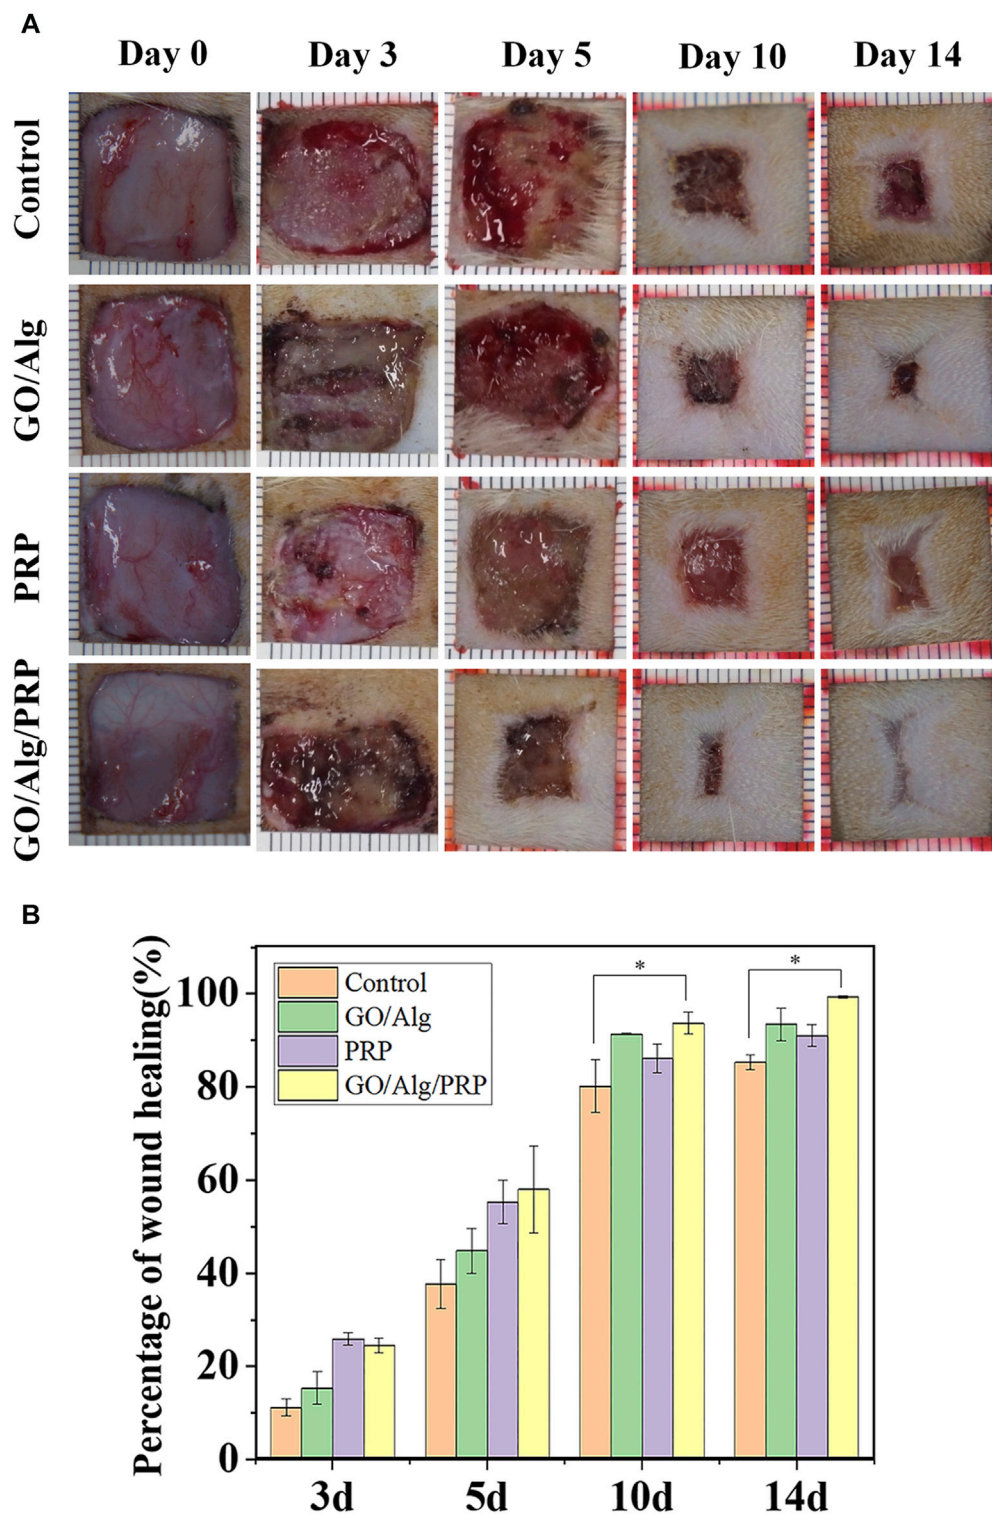 A
Day 0 Day 3 Day 5 Day 10 Day 14
Control
GO/Alg
PRP
GO/Alg/PRP
B
Percentage of wound healing(%)
100
80
60
40
20
0
Control
GO/Alg
PRP
GO/Alg/PRP
*
*
3d 5d 10d 14d